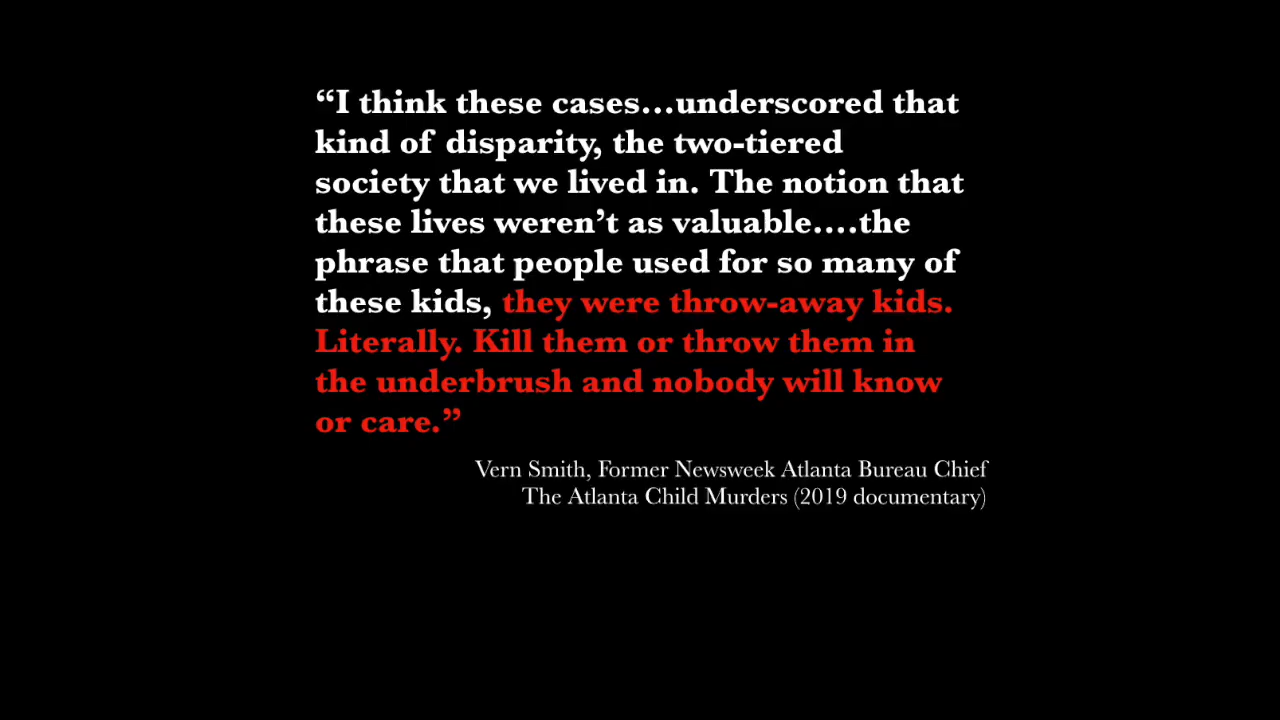 “I think these cases...underscored that
kind of disparity, the two-tiered
society that we lived in. The notion that
these lives weren’t as valuable....the
phrase that people used for so many of
these kids, they were throw-away kids.
Literally. Kill them or throw them in
the underbrush and nobody will know
or care.”
Vern Smith, Former Newsweek Atlanta Bureau Chief
The Atlanta Child Murders (2019 documentary)